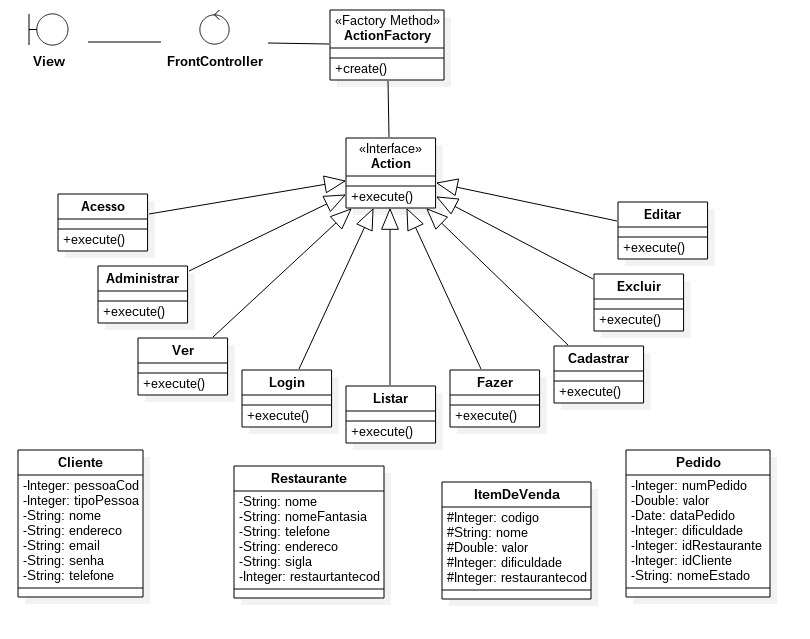 View
FrontController
«Factory Method»
ActionFactory
+create()
«Interface»
Action
+execute()
Acesso
+execute()
Editar
+execute()
Administrar
+execute()
Excluir
+execute()
Ver
+execute()
Cadastrar
+execute()
Login
+execute()
Listar
+execute()
Fazer
+execute()
Cliente
-Integer: pessoaCod
-Integer: tipoPessoa
-String: nome
-String: endereco
-String: email
-String: senha
-String: telefone
Restaurante
-String: nome
-String: nomeFantasia
-String: telefone
-String: endereco
-String: sigla
-Integer: restaurtantecod
ItemDeVenda
#Integer: codigo
#String: nome
#Double: valor
#Integer: dificuldade
#Integer: restaurantecod
Pedido
-Integer: numPedido
-Double: valor
-Date: dataPedido
-Integer: dificuldade
-Integer: idRestaurante
-Integer: idCliente
-String: nomeEstado